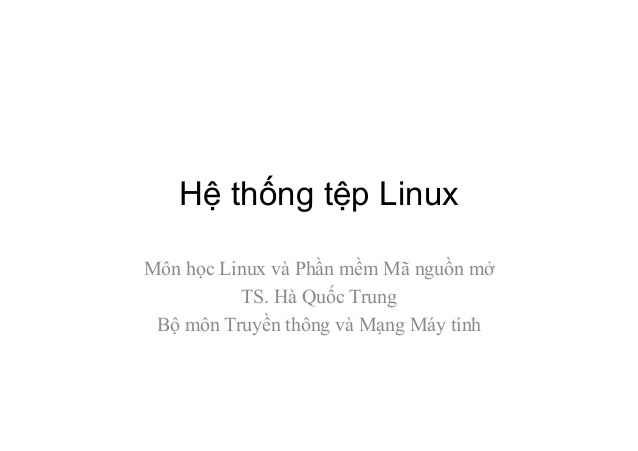 Hệ thống tệp Linux
Môn học Linux và Phần mềm Mã nguồn mở
TS. Hà Quốc Trung
Bộ môn Truyền thông và Mạng Máy tính